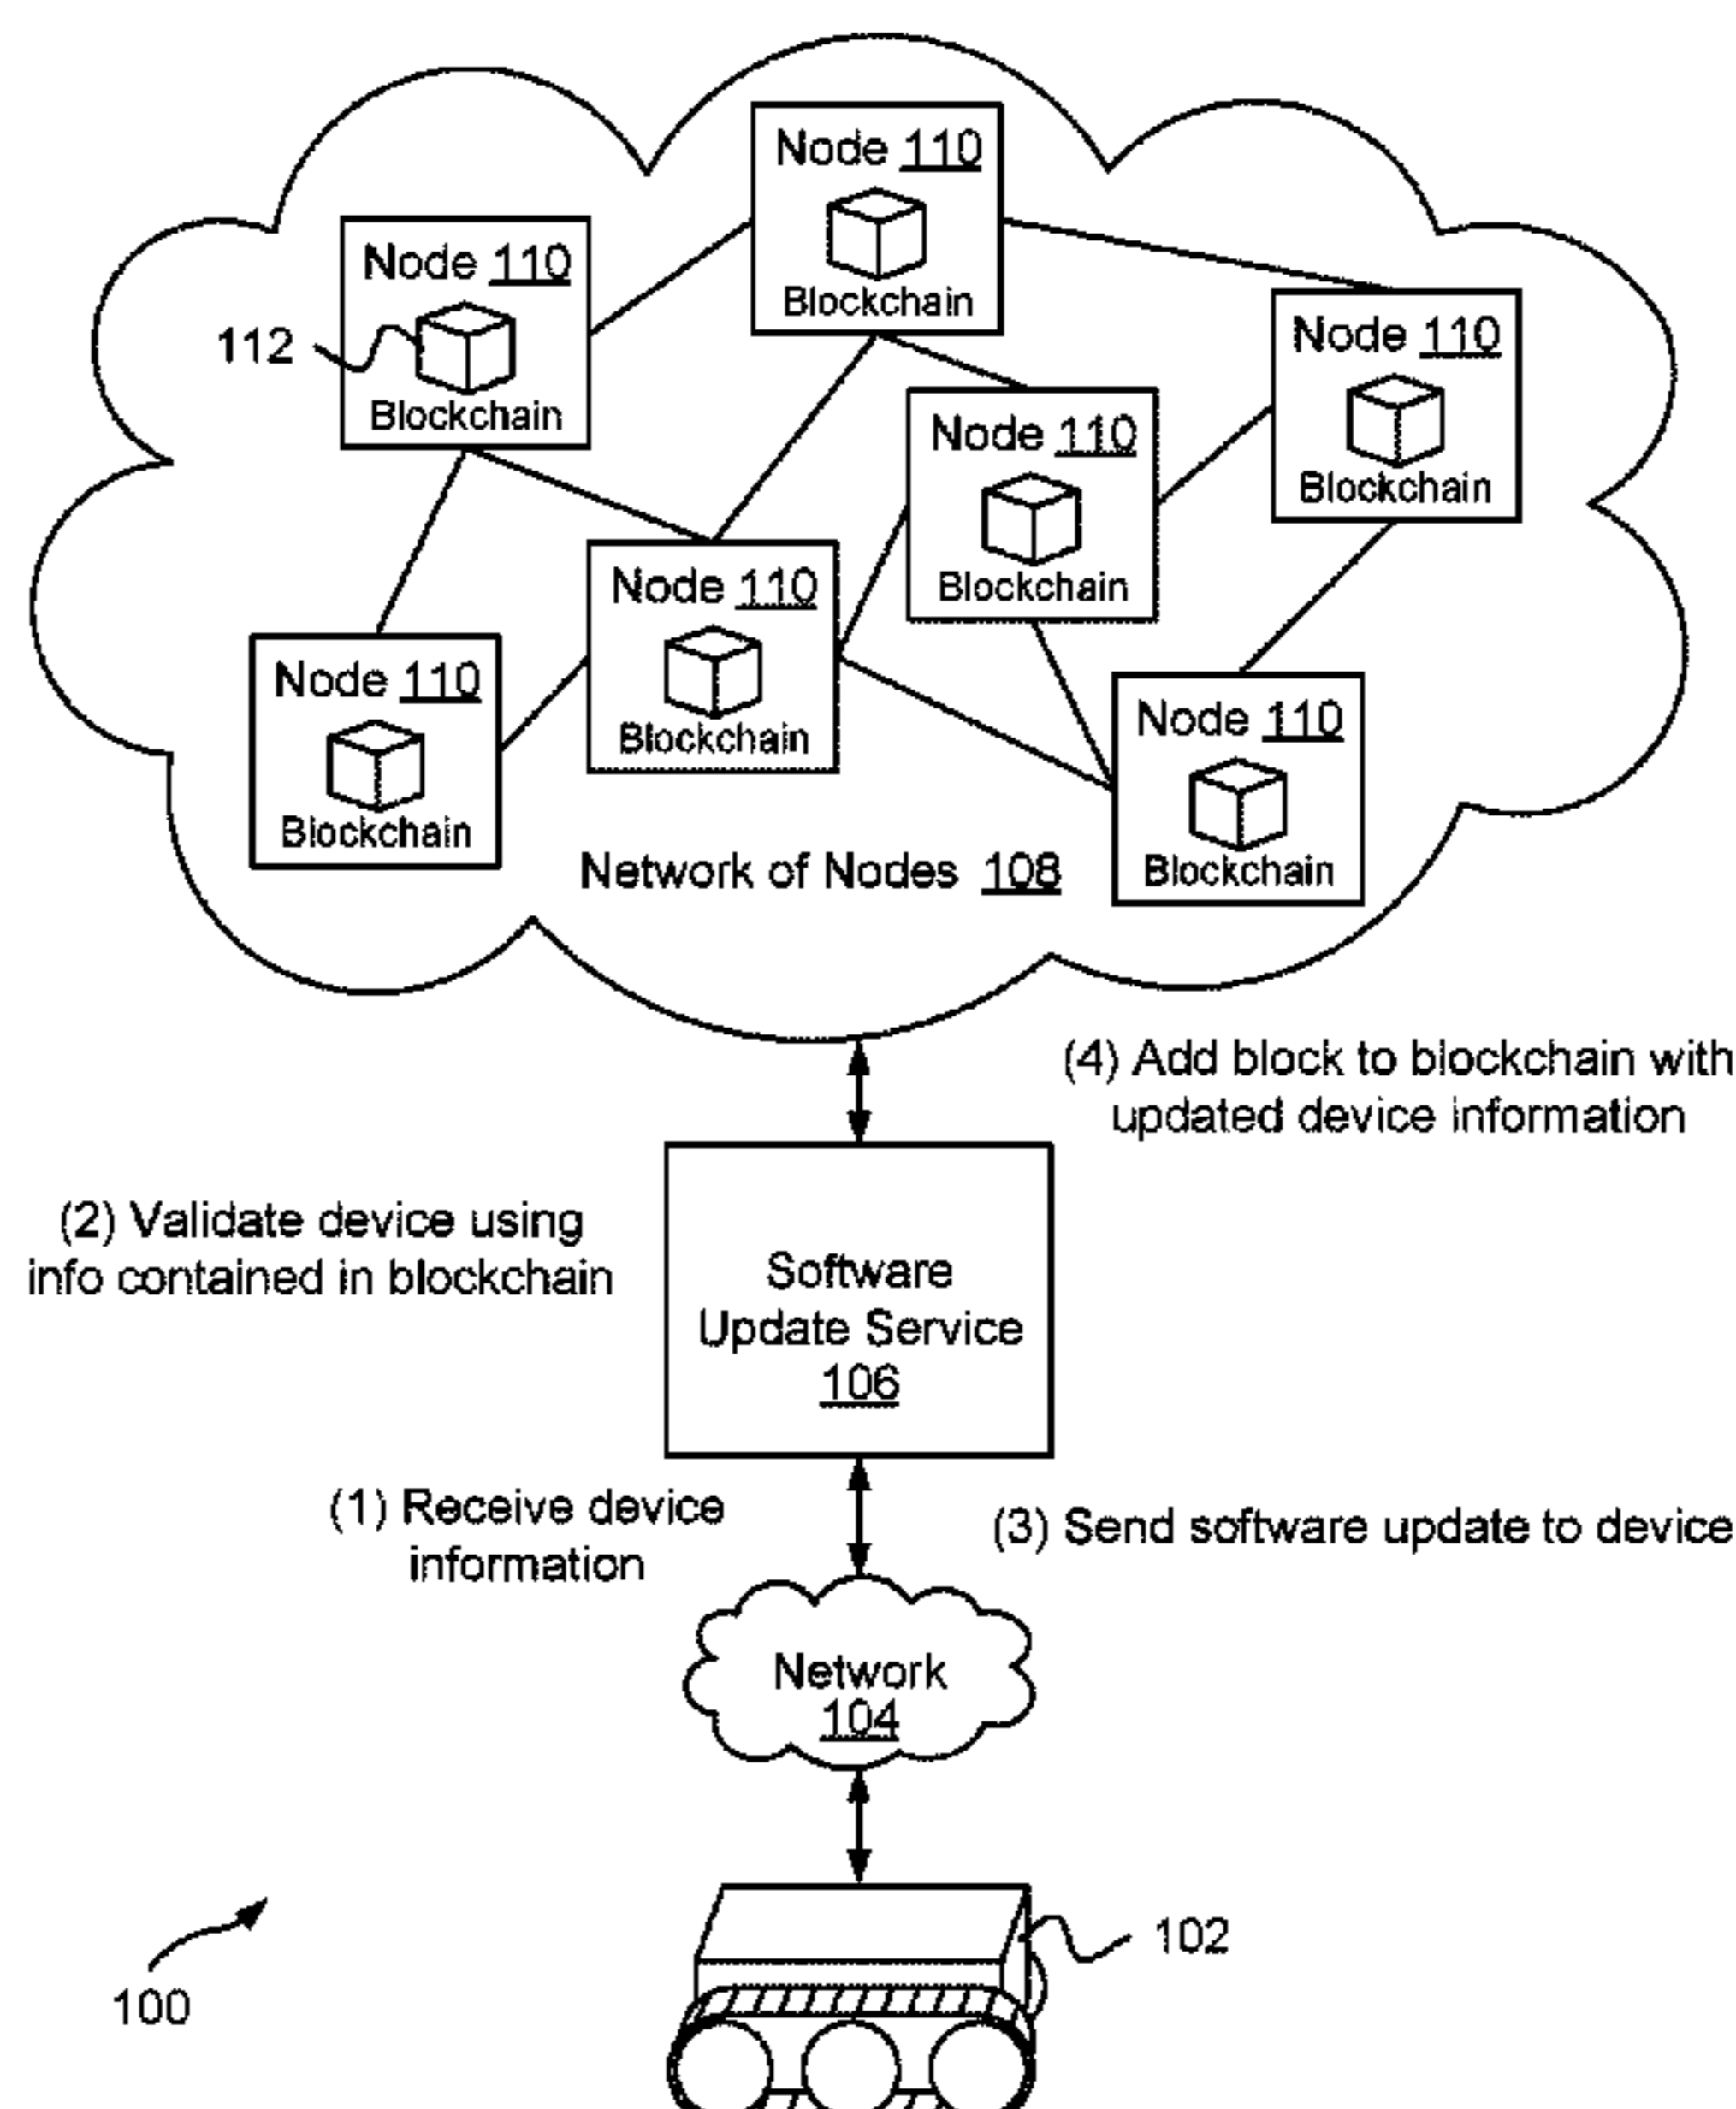 Node 110
Blockchain
Node 110
Blockchain
112
Node 110
Blockchain
Node 110
Blockchain
Node 110
Blockchain
Node 110
Blockchain
Node 110
Blockchain
Network of Nodes 108
(4) Add block to blockchain with
updated device information
(2) Validate device using
info contained in blockchain
Software
Update Service
106
(1) Receive device
information
(3) Send software update to device
Network
104
102
100